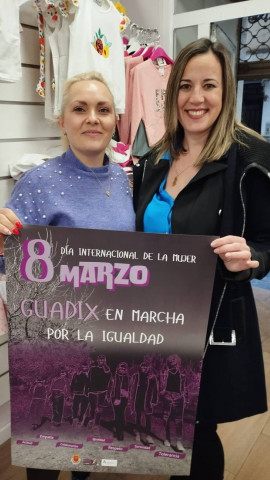 8 DÍA INTERNACIONAL DE LA MUJER
MARZO
GUADIX EN MARCHA
POR LA IGUALDAD